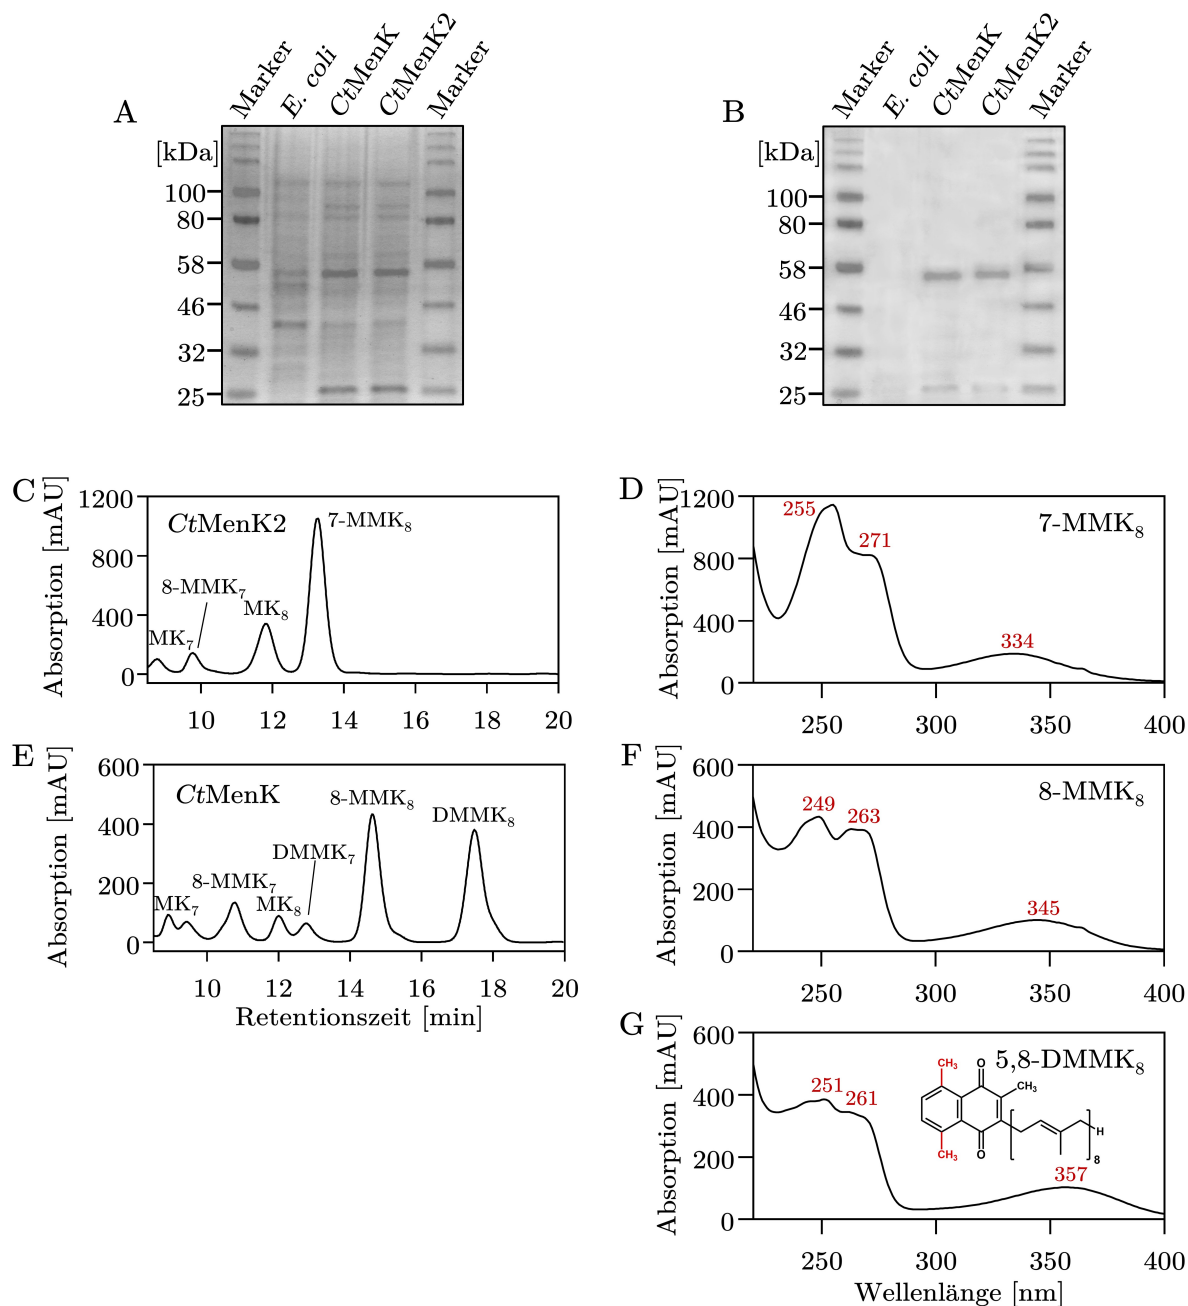 A
Marker
E. coli
CtMenK
CtMenK2
Marker
[kDa]
100
80
58
46
32
25
B
Marker
E. coli
CtMenK
CtMenK2
Marker
[kDa]
100
80
58
46
32
25
C
Absorption [mAU]
1200
800
400
0
CtMenK2
MK7
8-MMK7
MK8
7-MMK8
10 12 14 16 18 20
D
Absorption [mAU]
1200
800
400
0
255
271
334
7-MMK8
250 300 350 400
E
Absorption [mAU]
600
400
200
0
CtMenK
MK7
8-MMK7
MK8
DMMK7
8-MMK8
DMMK8
10 12 14 16 18 20
Retentionszeit [min]
F
Absorption [mAU]
600
400
200
0
249
263
345
8-MMK8
250 300 350 400
G
Absorption [mAU]
600
400
200
0
251
261
357
5,8-DMMK8
CH3
O
CH3
H
8
O
CH3
250 300 350 400
Wellenlänge [nm]